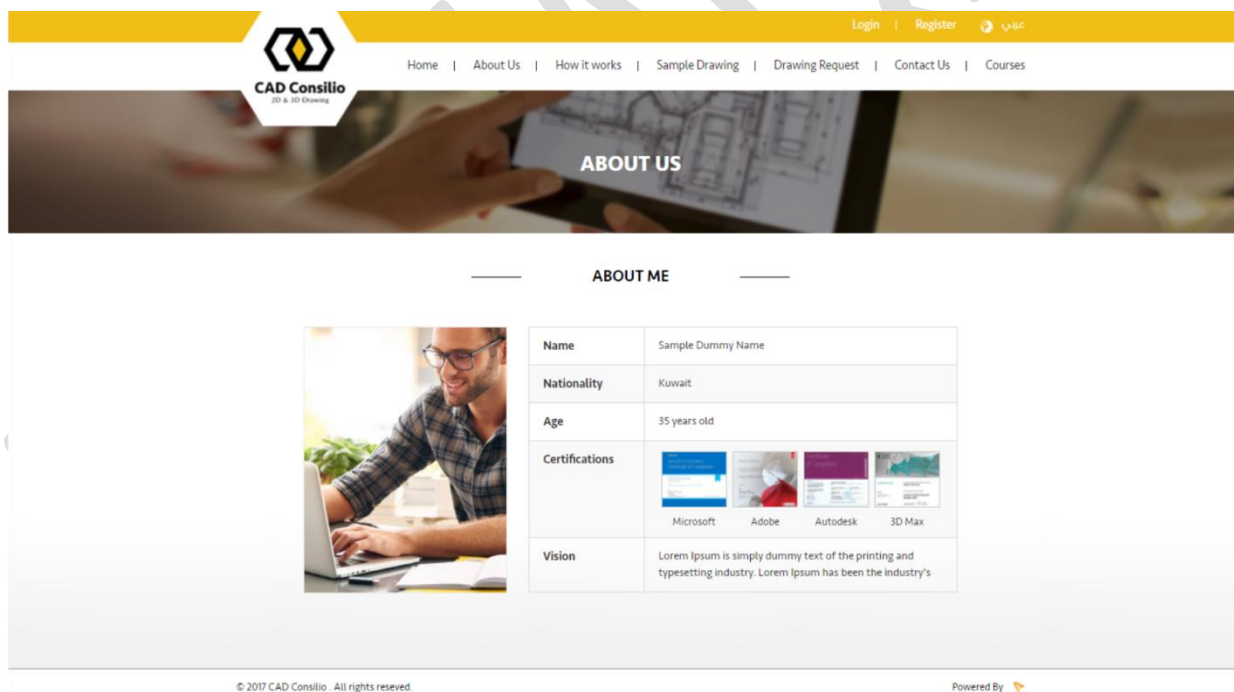 Login | Register عربي
CAD Consilio
2D & 3D Drawing
Home | About Us | How it works | Sample Drawing | Drawing Request | Contact Us | Courses
ABOUT US
ABOUT ME
Name Sample Dummy Name
Nationality Kuwait
Age 35 years old
Certifications
Microsoft Adobe Autodesk 3D Max
Vision Lorem Ipsum is simply dummy text of the printing and
typesetting industry. Lorem Ipsum has been the industry's
© 2017 CAD Consilio . All rights reseved.
Powered By